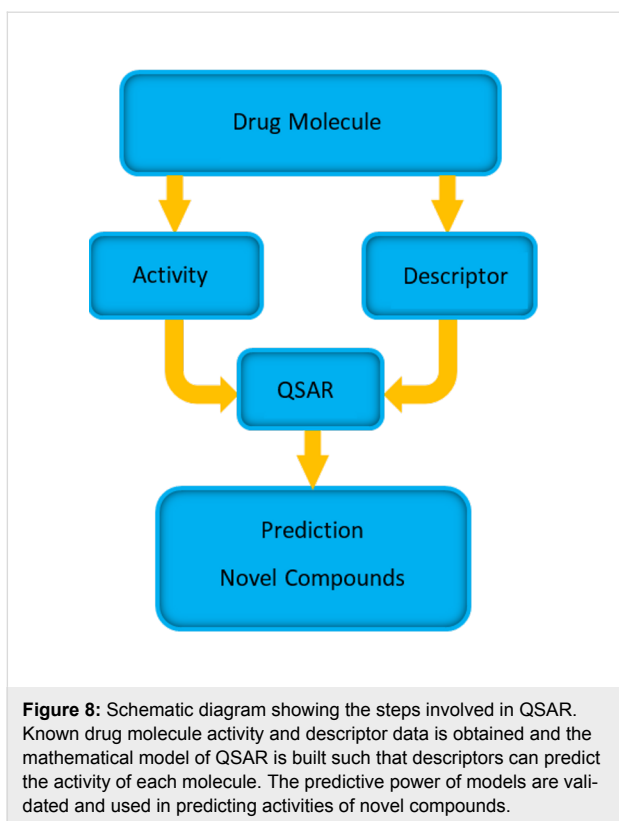 Drug Molecule
Activity
Descriptor
QSAR
Prediction
Novel Compounds
Figure 8: Schematic diagram showing the steps involved in QSAR.
Known drug molecule activity and descriptor data is obtained and the
mathematical model of QSAR is built such that descriptors can predict
the activity of each molecule. The predictive power of models are vali-
dated and used in predicting activities of novel compounds.